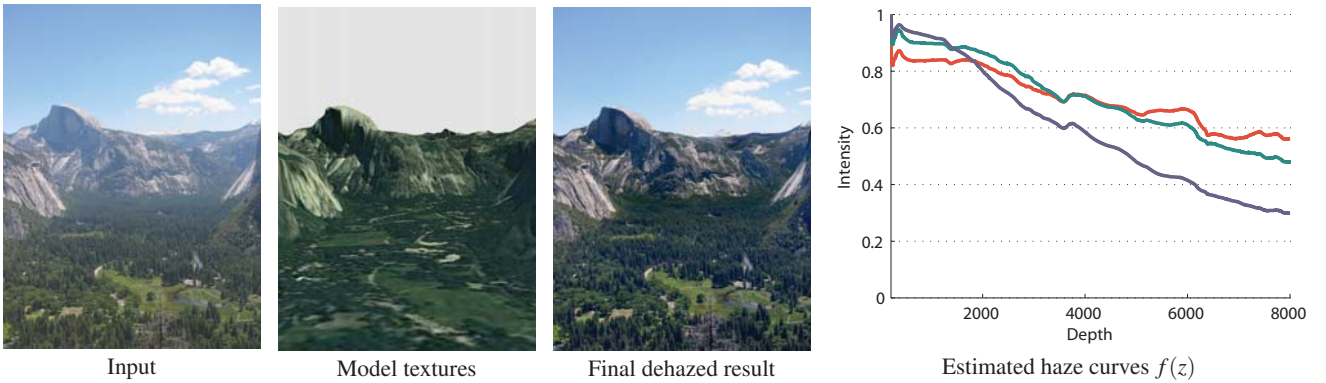 1
0.8
0.6
0.4
0.2
0
Intensity
2000 4000 6000 8000
Depth
Input Model textures Final dehazed result Estimated haze curves f(z)